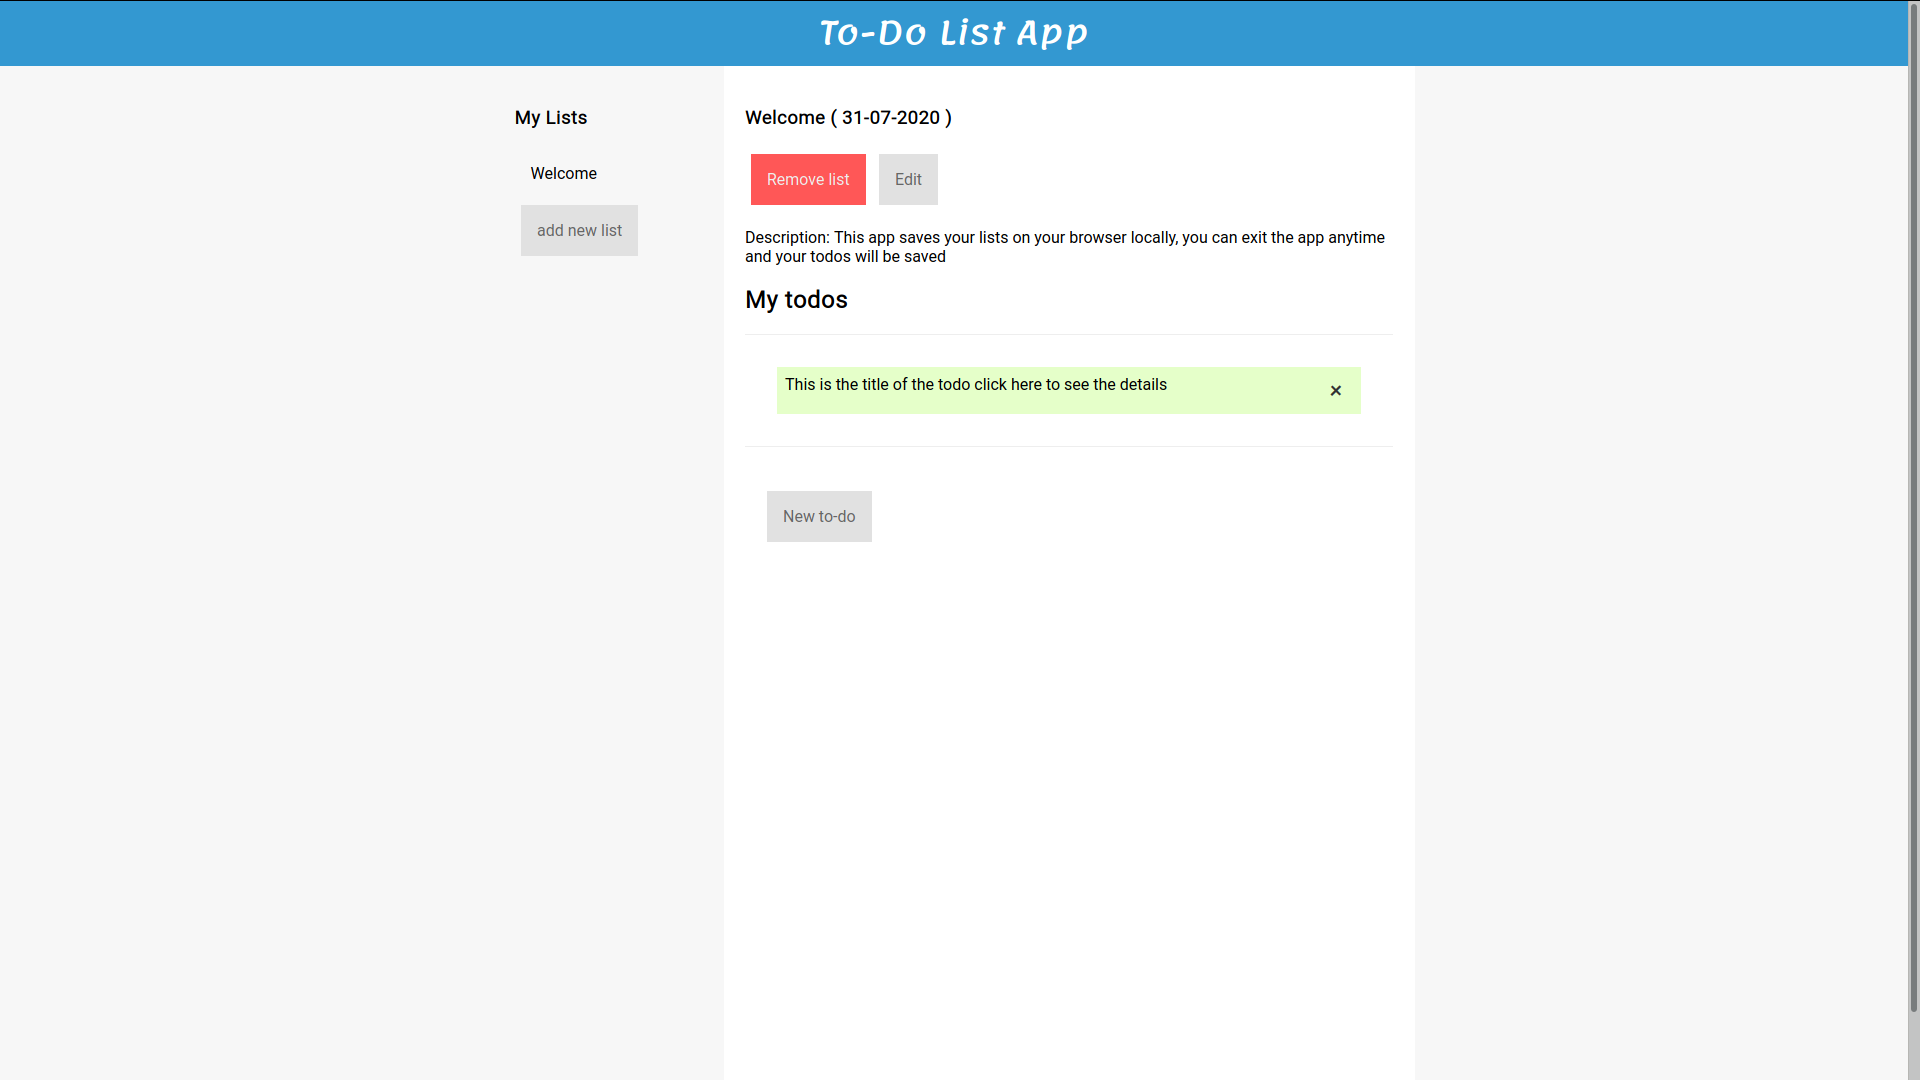 To-Do List App
My Lists
Welcome
add new list
Welcome ( 31-07-2020 )
Remove list
Edit
Description: This app saves your lists on your browser locally, you can exit the app anytime
and your todos will be saved
My todos
This is the title of the todo click here to see the details
×
New to-do